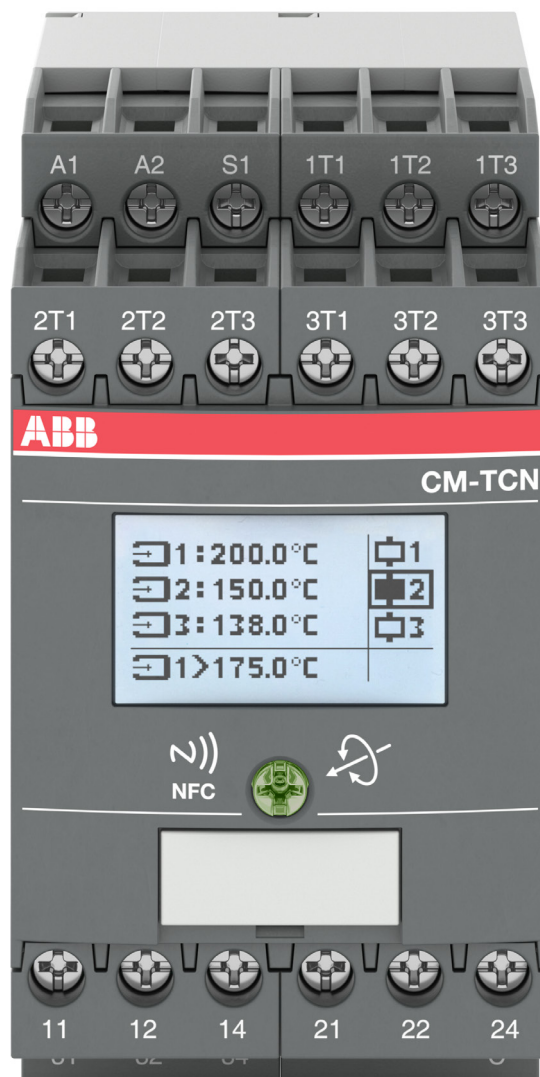 A1 A2 S1 1T1 1T2 1T3
2T1 2T2 2T3 3T1 3T2 3T3
ABB
CM-TCN
1:200.0°C 1
2:150.0°C 2
3:138.0°C 3
1>175.0°C
NFC
11 12 14 21 22 24